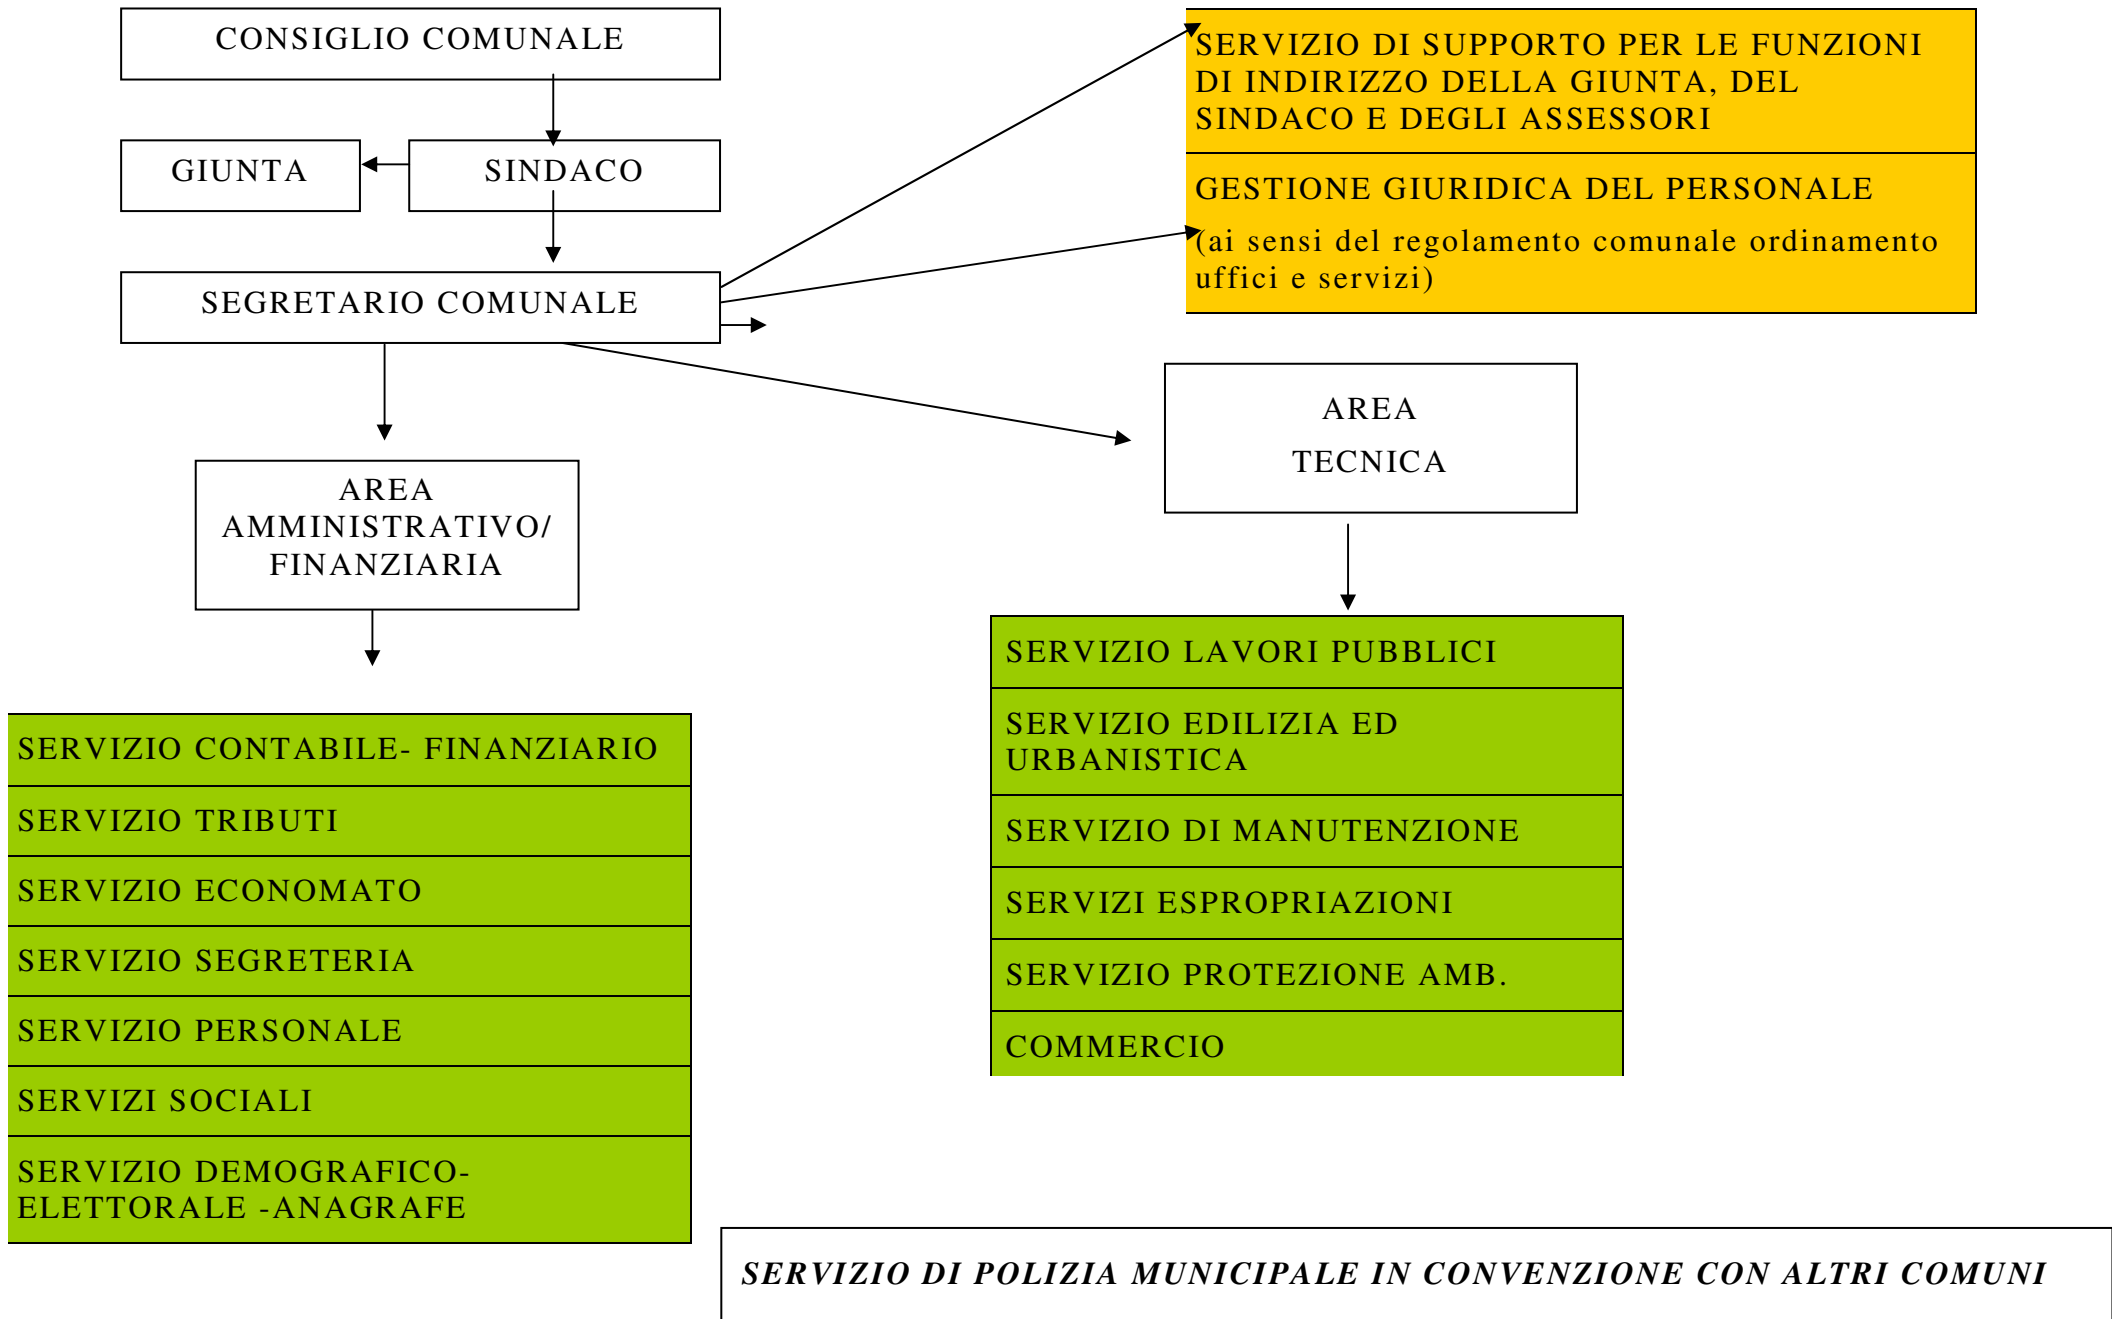 CONSIGLIO COMUNALE
GIUNTA
SINDACO
SEGRETARIO COMUNALE
SERVIZIO DI SUPPORTO PER LE FUNZIONI
DI INDIRIZZO DELLA GIUNTA, DEL
SINDACO E DEGLI ASSESSORI
GESTIONE GIURIDICA DEL PERSONALE
(ai sensi del regolamento comunale ordinamento
uffici e servizi)
AREA
AMMINISTRATIVO/
FINANZIARIA
AREA
TECNICA
SERVIZIO CONTABILE- FINANZIARIO
SERVIZIO TRIBUTI
SERVIZIO ECONOMATO
SERVIZIO SEGRETERIA
SERVIZIO PERSONALE
SERVIZI SOCIALI
SERVIZIO DEMOGRAFICO-
ELETTORALE -ANAGRAFE
SERVIZIO LAVORI PUBBLICI
SERVIZIO EDILIZIA ED
URBANISTICA
SERVIZIO DI MANUTENZIONE
SERVIZI ESPROPRIAZIONI
SERVIZIO PROTEZIONE AMB.
COMMERCIO
SERVIZIO DI POLIZIA MUNICIPALE IN CONVENZIONE CON ALTRI COMUNI